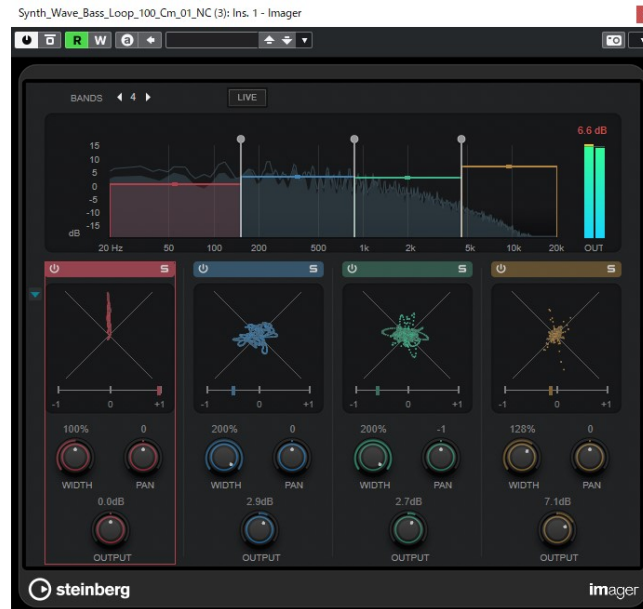 Synth_Wave_Bass_Loop_100_Cm_01_NC (3): Ins. 1 - Imager
R W a
BANDS 4 LIVE
6.6 dB
15
10
5
0
-5
-10
-15
dB
20 Hz 50 100 200 500 1k 2k 5k 10k 20k OUT
S S S S
-1 0 +1 -1 0 +1 -1 0 +1 -1 0 +1
100% 0 200% 0 200% -1 128% 0
WIDTH PAN WIDTH PAN WIDTH PAN WIDTH PAN
0.0dB 2.9dB 2.7dB 7.1dB
OUTPUT OUTPUT OUTPUT OUTPUT
steinberg imager